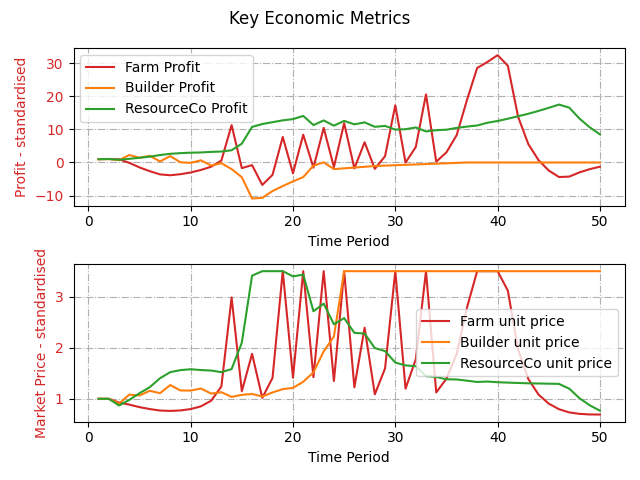 Key Economic Metrics
Profit - standardised
30
20
10
0
−10
Farm Profit
Builder Profit
ResourceCo Profit
0 10 20 30 40 50
Time Period
Market Price - standardised
3
2
1
Farm unit price
Builder unit price
ResourceCo unit price
0 10 20 30 40 50
Time Period